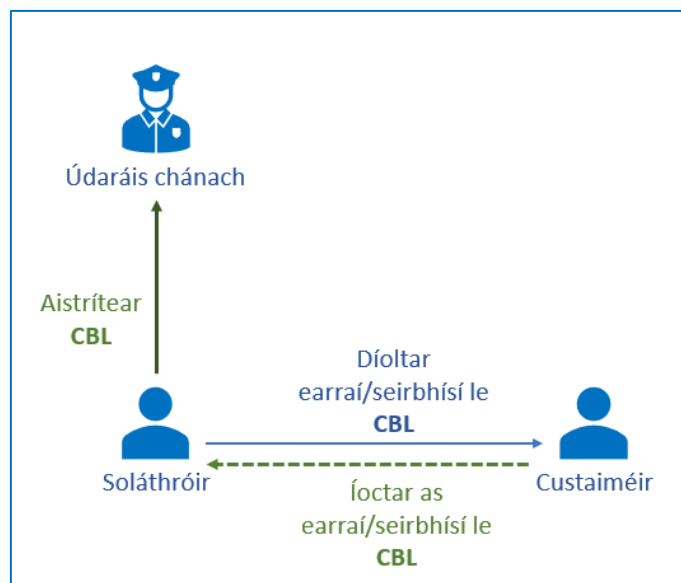 Údaráis chánach
Aistrítear
CBL
Díoltar
earraí/seirbhísí le
CBL
Soláthróir
Custaiméir
Íoctar as
earraí/seirbhísí le
CBL